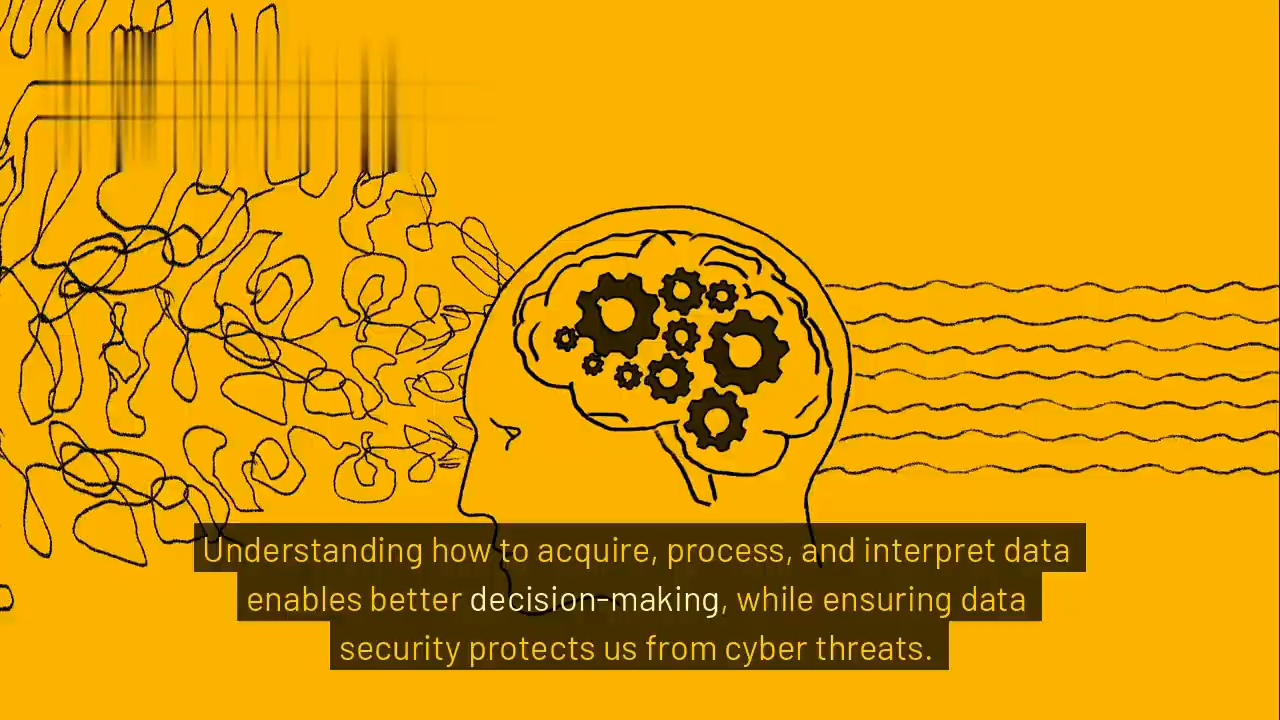 Understanding how to acquire, process, and interpret data
enables better decision-making, while ensuring data
security protects us from cyber threats.